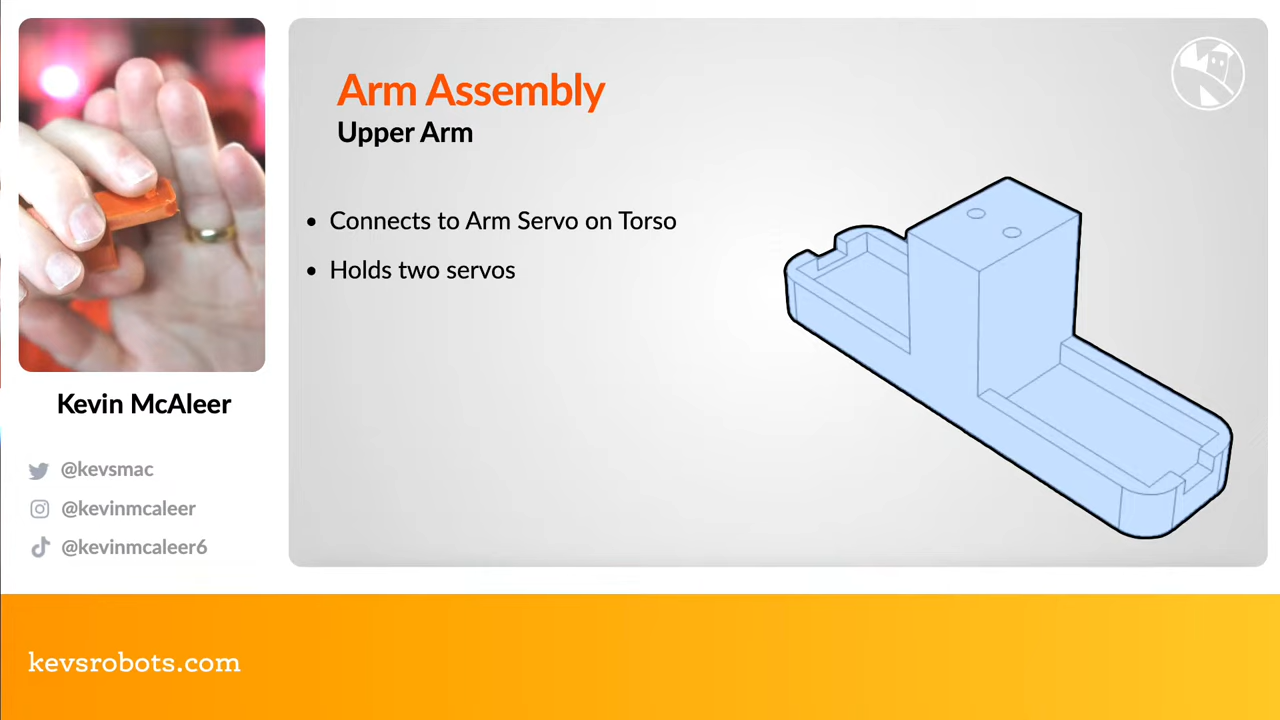 Arm Assembly
Upper Arm
• Connects to Arm Servo on Torso
• Holds two servos
Kevin McAleer
@kevsmac
@kevinmcaleer
@kevinmcaleer6
kevsrobots.com